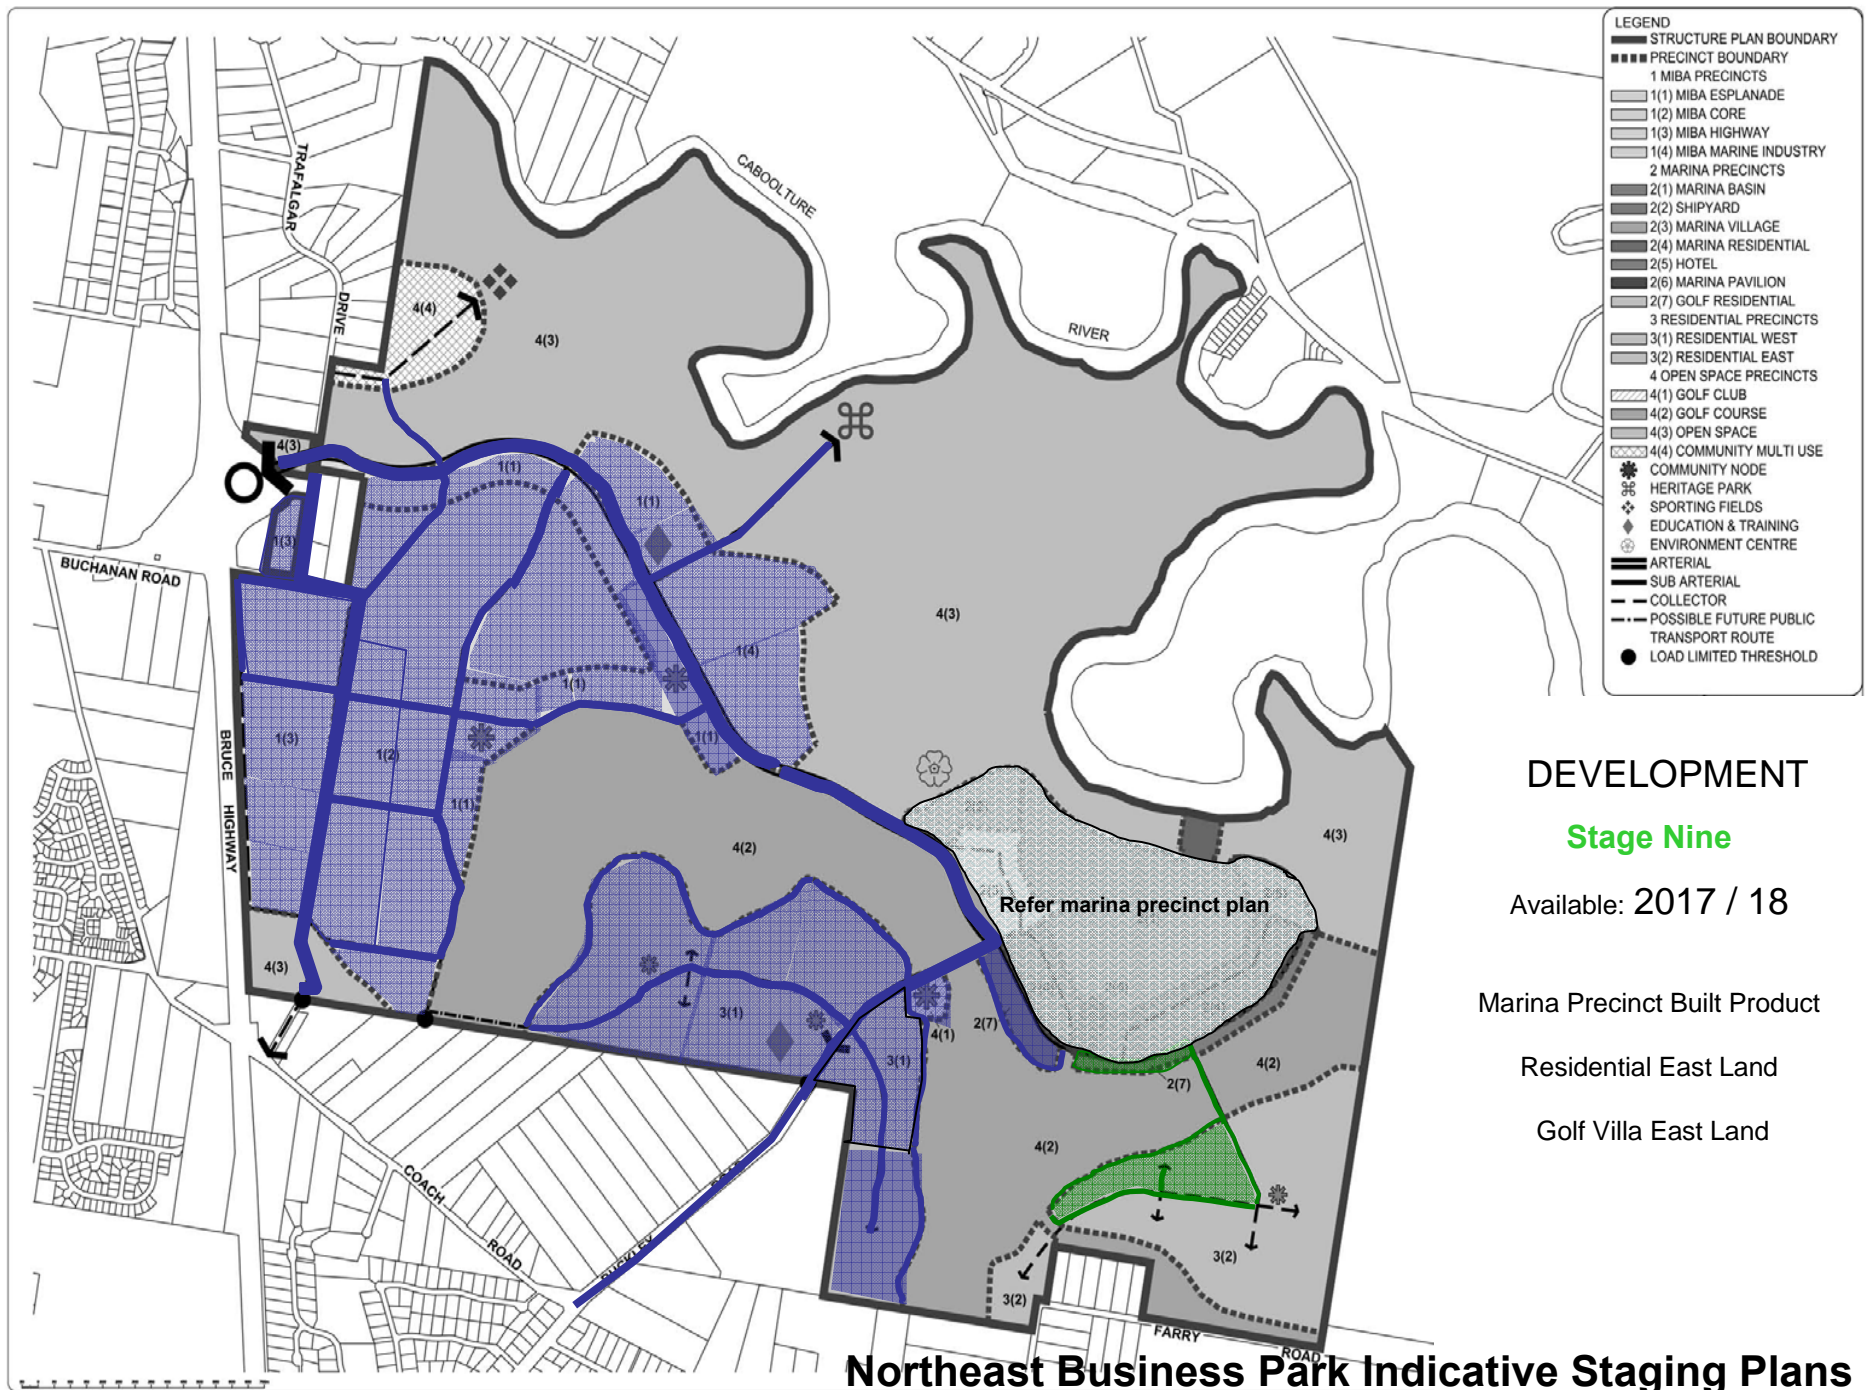 LEGEND
STRUCTURE PLAN BOUNDARY
PRECINCT BOUNDARY
1 MIBA PRECINCTS
1(1) MIBA ESPLANADE
1(2) MIBA CORE
1(3) MIBA HIGHWAY
1(4) MIBA MARINE INDUSTRY
2 MARINA PRECINCTS
2(1) MARINA BASIN
2(2) SHIPYARD
2(3) MARINA VILLAGE
2(4) MARINA RESIDENTIAL
2(5) HOTEL
2(6) MARINA PAVILION
2(7) GOLF RESIDENTIAL
3 RESIDENTIAL PRECINCTS
3(1) RESIDENTIAL WEST
3(2) RESIDENTIAL EAST
4 OPEN SPACE PRECINCTS
4(1) GOLF CLUB
4(2) GOLF COURSE
4(3) OPEN SPACE
4(4) COMMUNITY MULTI USE
COMMUNITY NODE
HERITAGE PARK
SPORTING FIELDS
EDUCATION & TRAINING
ENVIRONMENT CENTRE
ARTERIAL
SUB ARTERIAL
COLLECTOR
POSSIBLE FUTURE PUBLIC
TRANSPORT ROUTE
LOAD LIMITED THRESHOLD
TRAFALGAR
DRIVE
CABOOLTURE
RIVER
4(4)
4(3)
4(3)
1(1)
1(1)
1(3)
BUCHANAN ROAD
4(3)
1(4)
1(1)
1(3)
1(2)
1(1)
1(1)
BRUCE
HIGHWAY
4(2)
4(3)
Refer marina precinct plan
4(3)
3(1)
3(1)
4(1)
2(7)
2(7)
4(2)
4(2)
3(2)
3(2)
COACH
ROAD
BUCKLEY
FARRY
ROAD
DEVELOPMENT
Stage Nine
Available: 2017 / 18
Marina Precinct Built Product
Residential East Land
Golf Villa East Land
Northeast Business Park Indicative Staging Plans